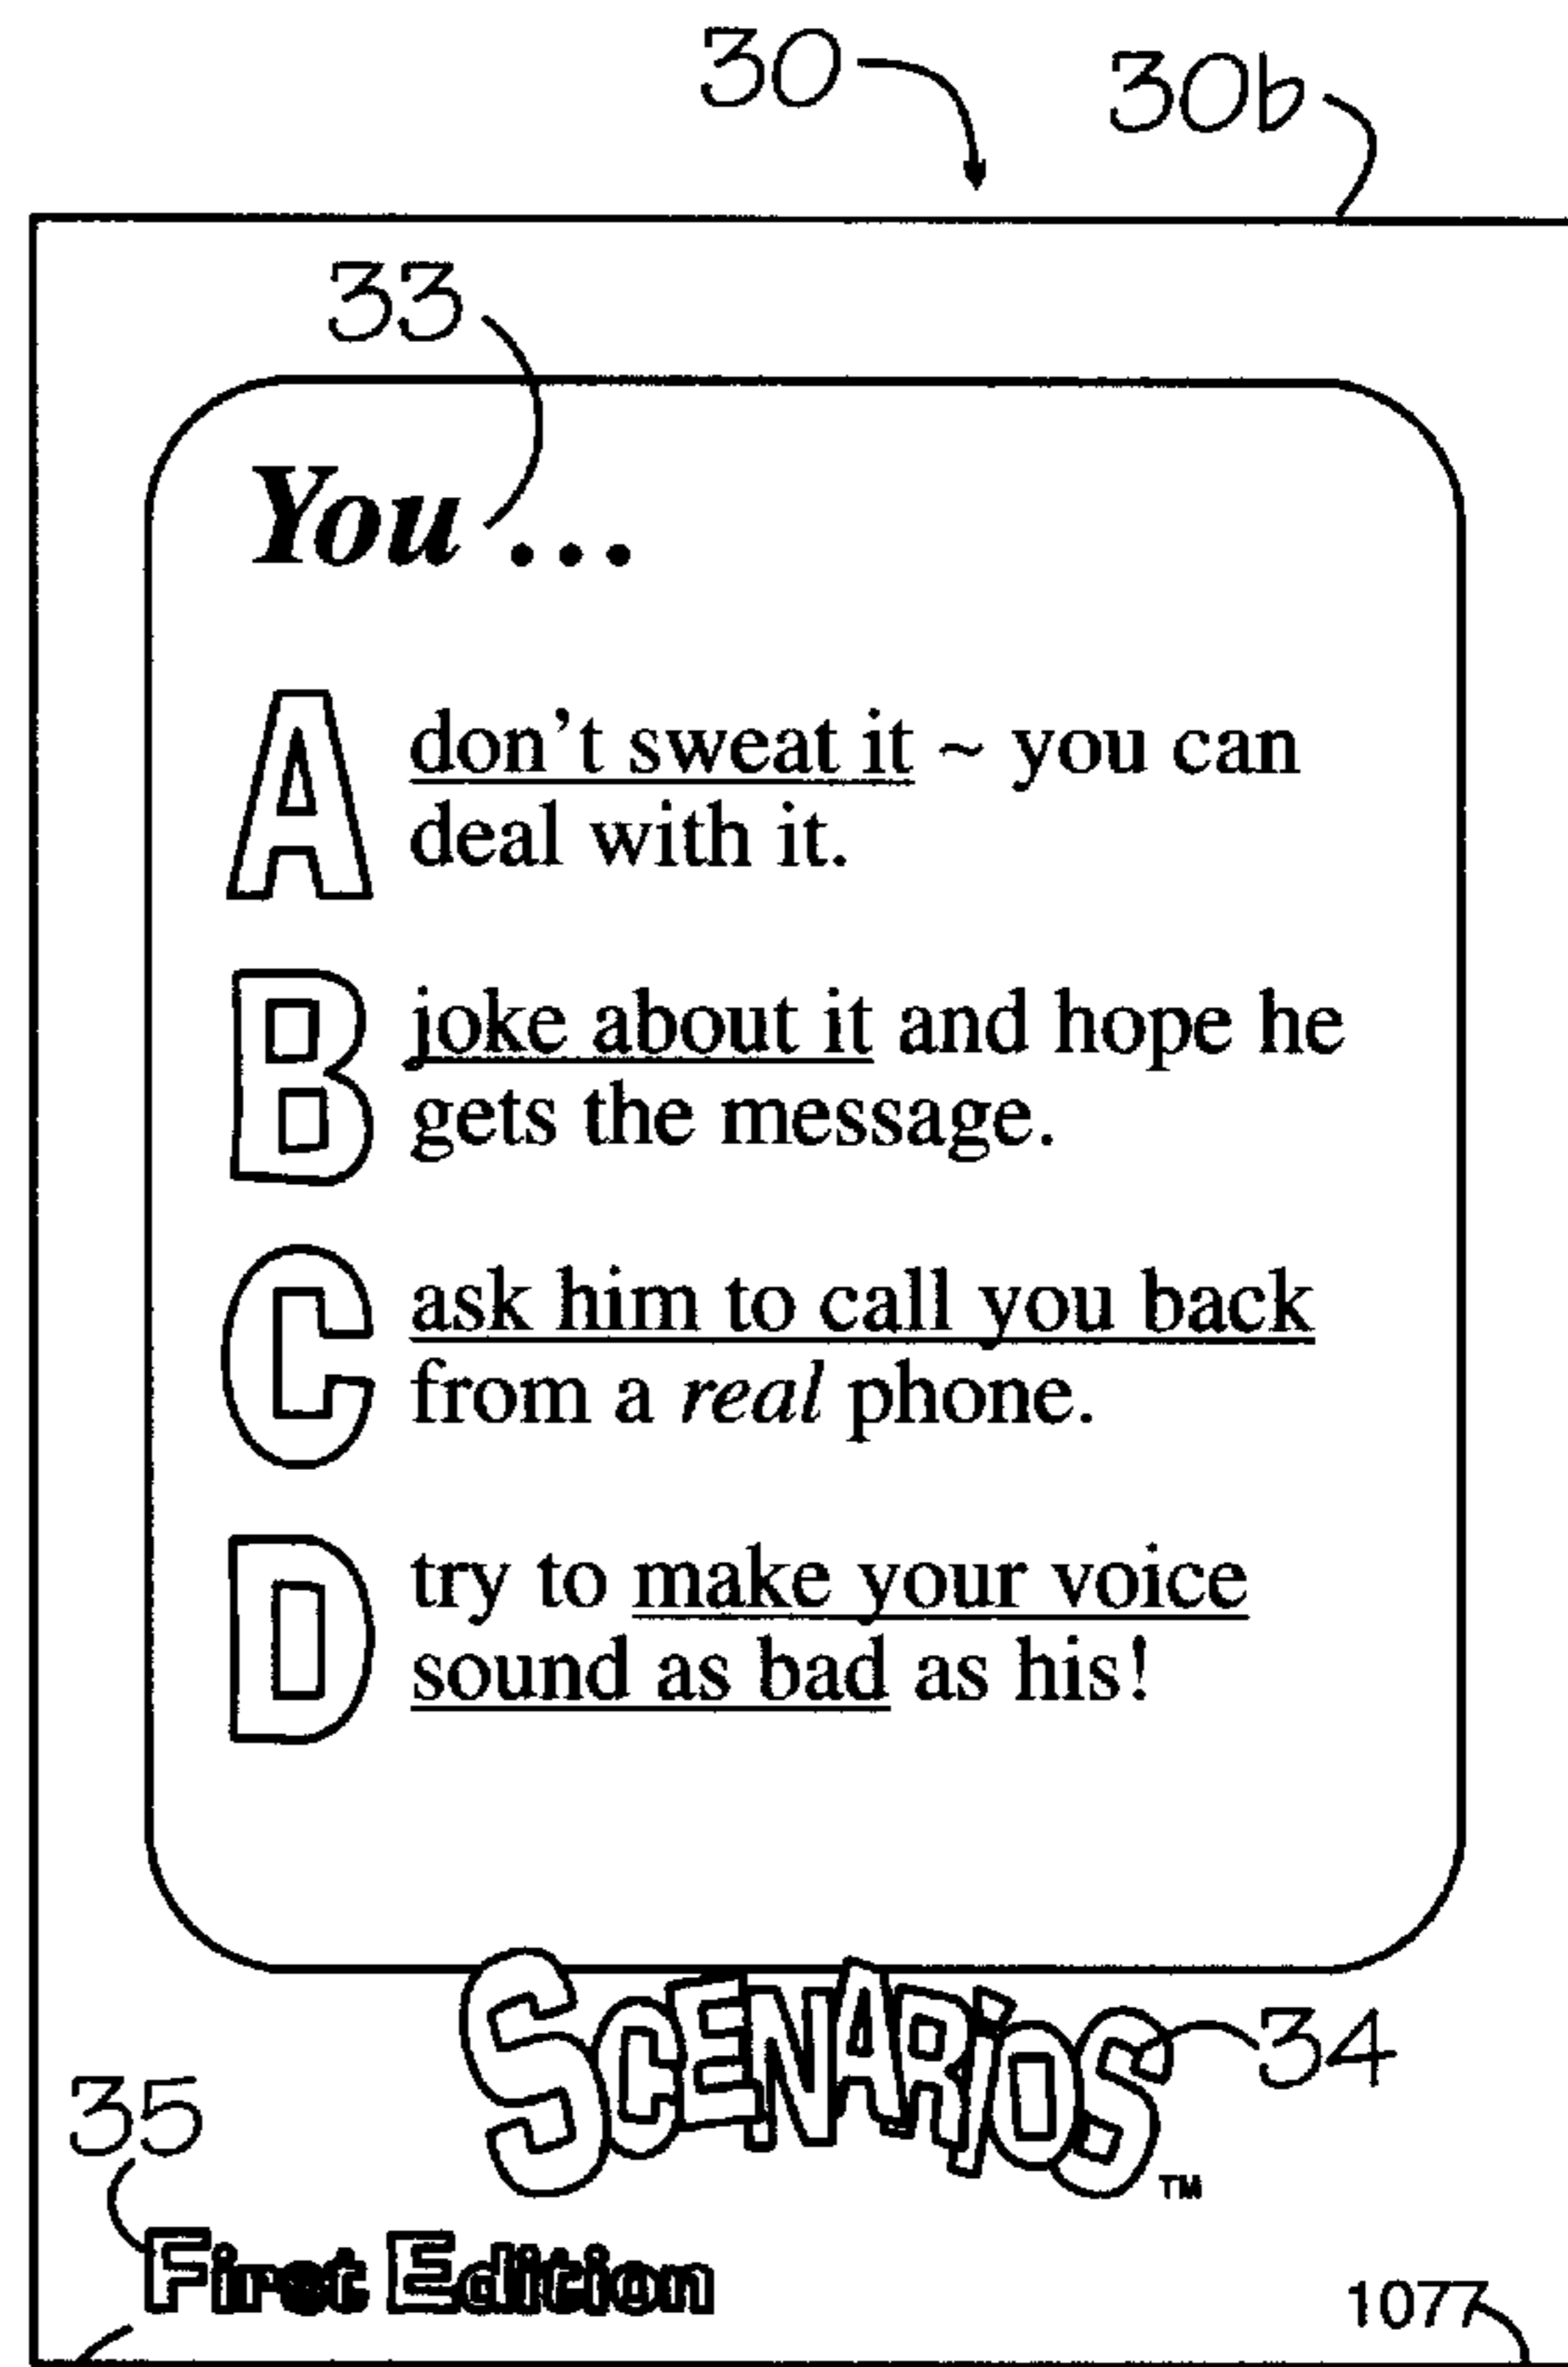 30 30b
33
You ...
A don't sweat it ~ you can
deal with it.
B joke about it and hope he
gets the message.
C ask him to call you back
from a real phone.
D try to make your voice
sound as bad as his!
SCENARiOS™ 34
35
First Edition
1077